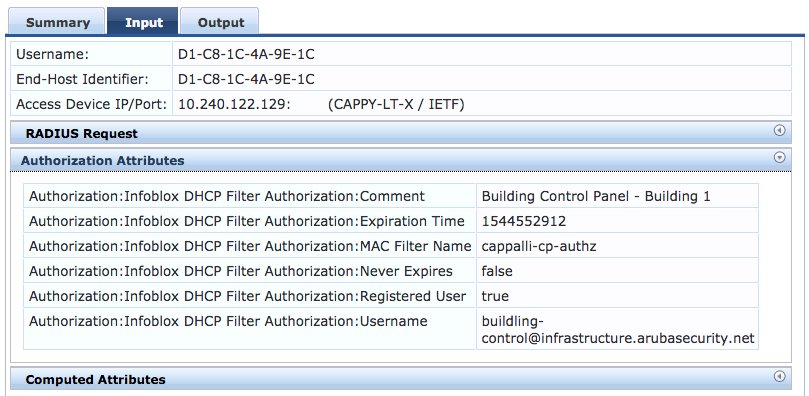 Summary Input Output
Username: D1-C8-1C-4A-9E-1C
End-Host Identifier: D1-C8-1C-4A-9E-1C
Access Device IP/Port: 10.240.122.129: (CAPPY-LT-X / IETF)
RADIUS Request
Authorization Attributes
Authorization:Infoblox DHCP Filter Authorization:Comment Building Control Panel - Building 1
Authorization:Infoblox DHCP Filter Authorization:Expiration Time 1544552912
Authorization:Infoblox DHCP Filter Authorization:MAC Filter Name cappalli-cp-authz
Authorization:Infoblox DHCP Filter Authorization:Never Expires false
Authorization:Infoblox DHCP Filter Authorization:Registered User true
Authorization:Infoblox DHCP Filter Authorization:Username buildling-
control@infrastructure.arubasecurity.net
Computed Attributes